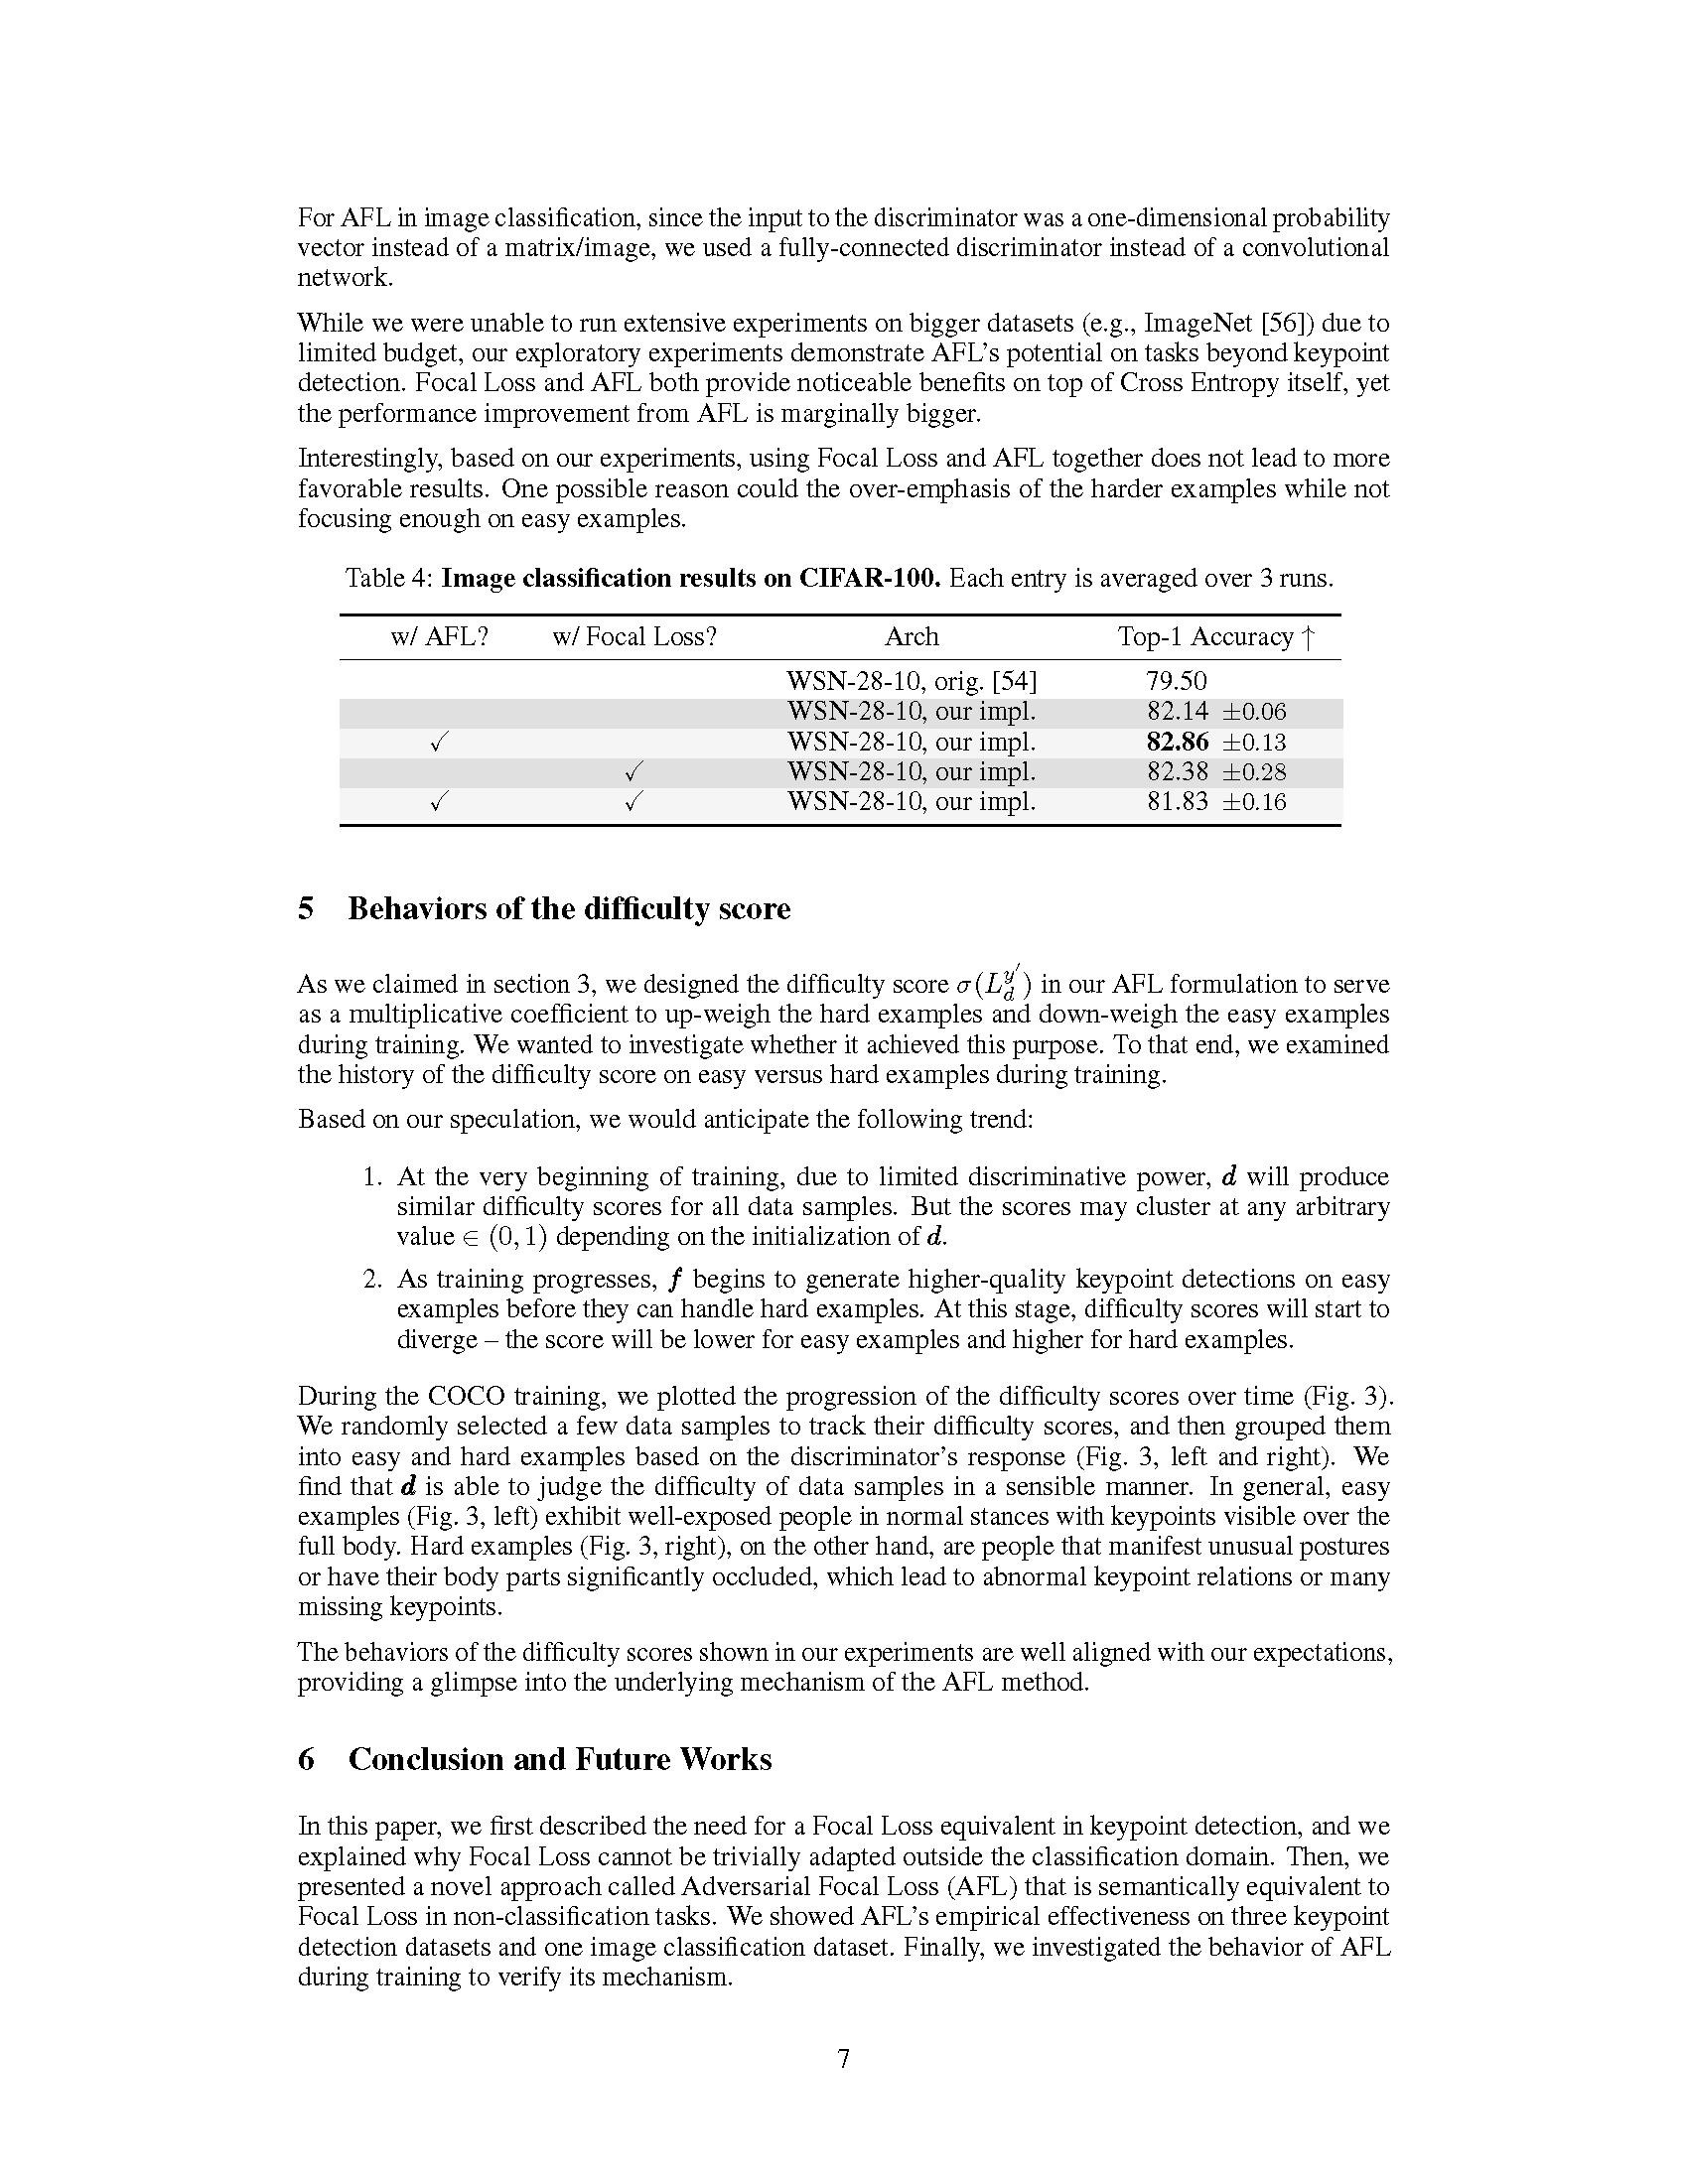 For AFL in image classification, since the input to the discriminator was a one-dimensional probability
vector instead of a matrix/image, we used a fully-connected discriminator instead of a convolutional
network.
While we were unable to run extensive experiments on bigger datasets (e.g., ImageNet [56]) due to
limited budget, our exploratory experiments demonstrate AFL's potential on tasks beyond keypoint
detection. Focal Loss and AFL both provide noticeable benefits on top of Cross Entropy itself, yet
the performance improvement from AFL is marginally bigger.
Interestingly, based on our experiments, using Focal Loss and AFL together does not lead to more
favorable results. One possible reason could the over-emphasis of the harder examples while not
focusing enough on easy examples.
Table 4: Image classification results on CIFAR-100. Each entry is averaged over 3 runs.
w/ AFL? w/ Focal Loss? Arch Top-1 Accuracy ↑
WSN-28-10, orig. [54] 79.50
WSN-28-10, our impl. 82.14 ±0.06
✓ WSN-28-10, our impl. 82.86 ±0.13
✓ WSN-28-10, our impl. 82.38 ±0.28
✓ ✓ WSN-28-10, our impl. 81.83 ±0.16
5 Behaviors of the difficulty score
As we claimed in section 3, we designed the difficulty score σ(L_d^{y′}) in our AFL formulation to serve
as a multiplicative coefficient to up-weigh the hard examples and down-weigh the easy examples
during training. We wanted to investigate whether it achieved this purpose. To that end, we examined
the history of the difficulty score on easy versus hard examples during training.
Based on our speculation, we would anticipate the following trend:
1. At the very beginning of training, due to limited discriminative power, d will produce
similar difficulty scores for all data samples. But the scores may cluster at any arbitrary
value ∈ (0, 1) depending on the initialization of d.
2. As training progresses, f begins to generate higher-quality keypoint detections on easy
examples before they can handle hard examples. At this stage, difficulty scores will start to
diverge – the score will be lower for easy examples and higher for hard examples.
During the COCO training, we plotted the progression of the difficulty scores over time (Fig. 3).
We randomly selected a few data samples to track their difficulty scores, and then grouped them
into easy and hard examples based on the discriminator's response (Fig. 3, left and right). We
find that d is able to judge the difficulty of data samples in a sensible manner. In general, easy
examples (Fig. 3, left) exhibit well-exposed people in normal stances with keypoints visible over the
full body. Hard examples (Fig. 3, right), on the other hand, are people that manifest unusual postures
or have their body parts significantly occluded, which lead to abnormal keypoint relations or many
missing keypoints.
The behaviors of the difficulty scores shown in our experiments are well aligned with our expectations,
providing a glimpse into the underlying mechanism of the AFL method.
6 Conclusion and Future Works
In this paper, we first described the need for a Focal Loss equivalent in keypoint detection, and we
explained why Focal Loss cannot be trivially adapted outside the classification domain. Then, we
presented a novel approach called Adversarial Focal Loss (AFL) that is semantically equivalent to
Focal Loss in non-classification tasks. We showed AFL's empirical effectiveness on three keypoint
detection datasets and one image classification dataset. Finally, we investigated the behavior of AFL
during training to verify its mechanism.
7